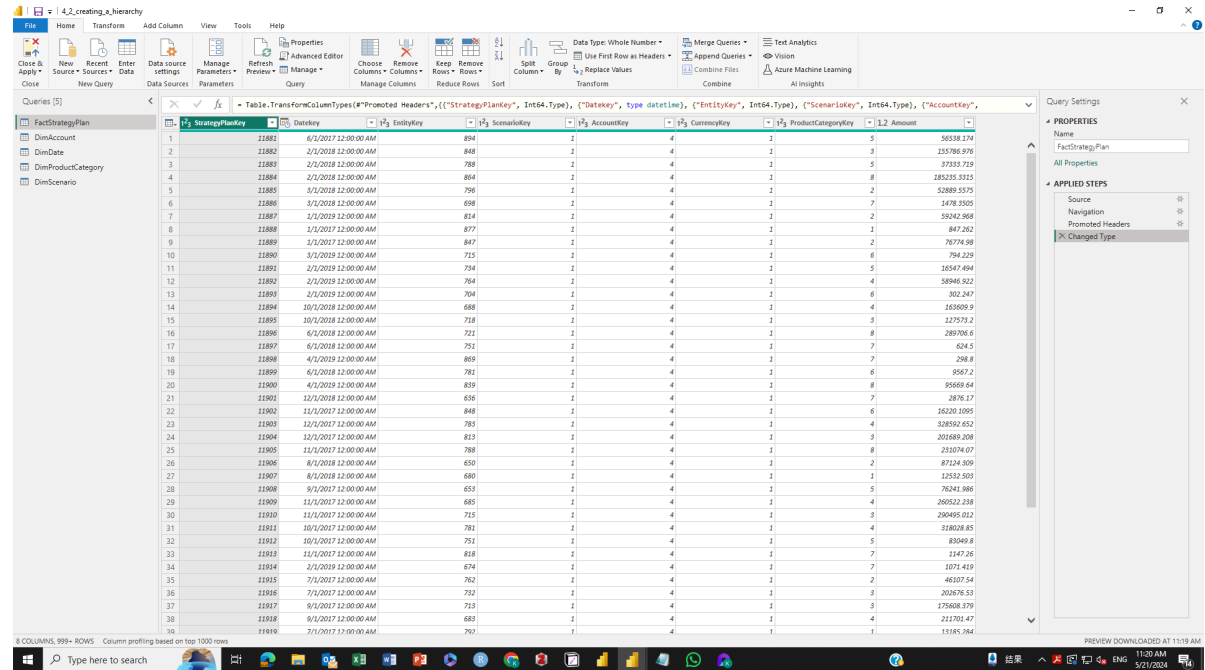 4_2_creating_a_hierarchy
File Home Transform Add Column View Tools Help
Close & Apply New Source Recent Sources Enter Data Data source settings Manage Parameters Refresh Preview Properties Advanced Editor Manage Choose Columns Remove Columns Keep Rows Remove Rows Split Column Group By Data Type: Whole Number Use First Row as Headers Replace Values Merge Queries Append Queries Combine Files Text Analytics Vision Azure Machine Learning
Close New Query Data Sources Parameters Query Manage Columns Reduce Rows Sort Transform Combine AI Insights
Queries [5]
FactStrategyPlan
DimAccount
DimDate
DimProductCategory
DimScenario
= Table.TransformColumnTypes(#"Promoted Headers",{{"StrategyPlanKey", Int64.Type}, {"Datekey", type datetime}, {"EntityKey", Int64.Type}, {"ScenarioKey", Int64.Type}, {"AccountKey",
StrategyPlanKey Datekey EntityKey ScenarioKey AccountKey CurrencyKey ProductCategoryKey Amount
1 11881 6/1/2017 12:00:00 AM 894 1 4 1 5 56538.174
2 11882 2/1/2018 12:00:00 AM 848 1 4 1 3 155786.976
3 11883 2/1/2018 12:00:00 AM 788 1 4 1 5 37333.719
4 11884 2/1/2018 12:00:00 AM 864 1 4 1 8 185235.3315
5 11885 3/1/2018 12:00:00 AM 796 1 4 1 2 52889.5575
6 11886 3/1/2018 12:00:00 AM 698 1 4 1 7 1478.3505
7 11887 1/1/2019 12:00:00 AM 814 1 4 1 2 59242.968
8 11888 1/1/2017 12:00:00 AM 877 1 4 1 1 847.262
9 11889 1/1/2017 12:00:00 AM 847 1 4 1 2 76774.98
10 11890 3/1/2019 12:00:00 AM 715 1 4 1 6 794.229
11 11891 2/1/2019 12:00:00 AM 734 1 4 1 5 16547.494
12 11892 2/1/2019 12:00:00 AM 764 1 4 1 4 58946.922
13 11893 2/1/2019 12:00:00 AM 704 1 4 1 6 302.247
14 11894 10/1/2018 12:00:00 AM 688 1 4 1 4 163609.9
15 11895 10/1/2018 12:00:00 AM 718 1 4 1 3 127573.2
16 11896 6/1/2018 12:00:00 AM 721 1 4 1 8 289706.6
17 11897 6/1/2018 12:00:00 AM 751 1 4 1 7 624.5
18 11898 4/1/2019 12:00:00 AM 869 1 4 1 7 298.8
19 11899 6/1/2018 12:00:00 AM 781 1 4 1 6 9567.2
20 11900 4/1/2019 12:00:00 AM 839 1 4 1 8 95669.64
21 11901 12/1/2018 12:00:00 AM 636 1 4 1 7 2876.17
22 11902 11/1/2017 12:00:00 AM 848 1 4 1 6 16220.1095
23 11903 12/1/2017 12:00:00 AM 783 1 4 1 4 328592.652
24 11904 12/1/2017 12:00:00 AM 813 1 4 1 3 201689.208
25 11905 11/1/2017 12:00:00 AM 788 1 4 1 8 231074.07
26 11906 8/1/2018 12:00:00 AM 650 1 4 1 2 87124.309
27 11907 8/1/2018 12:00:00 AM 680 1 4 1 1 12532.503
28 11908 9/1/2017 12:00:00 AM 653 1 4 1 5 76241.986
29 11909 11/1/2017 12:00:00 AM 685 1 4 1 4 260522.238
30 11910 11/1/2017 12:00:00 AM 715 1 4 1 3 290495.012
31 11911 10/1/2017 12:00:00 AM 781 1 4 1 4 318028.85
32 11912 10/1/2017 12:00:00 AM 751 1 4 1 5 83049.8
33 11913 11/1/2017 12:00:00 AM 818 1 4 1 7 1147.26
34 11914 2/1/2019 12:00:00 AM 674 1 4 1 7 1071.419
35 11915 7/1/2017 12:00:00 AM 762 1 4 1 2 46107.54
36 11916 7/1/2017 12:00:00 AM 732 1 4 1 3 202676.53
37 11917 9/1/2017 12:00:00 AM 713 1 4 1 3 175608.379
38 11918 9/1/2017 12:00:00 AM 683 1 4 1 4 211701.47
39 11919 7/1/2017 12:00:00 AM 792 1 4 1 1 13185.284
Query Settings
PROPERTIES
Name
FactStrategyPlan
All Properties
APPLIED STEPS
Source
Navigation
Promoted Headers
Changed Type
8 COLUMNS, 999+ ROWS Column profiling based on top 1000 rows
PREVIEW DOWNLOADED AT 11:19 AM
Type here to search
结果 ENG 11:20 AM 5/21/2024